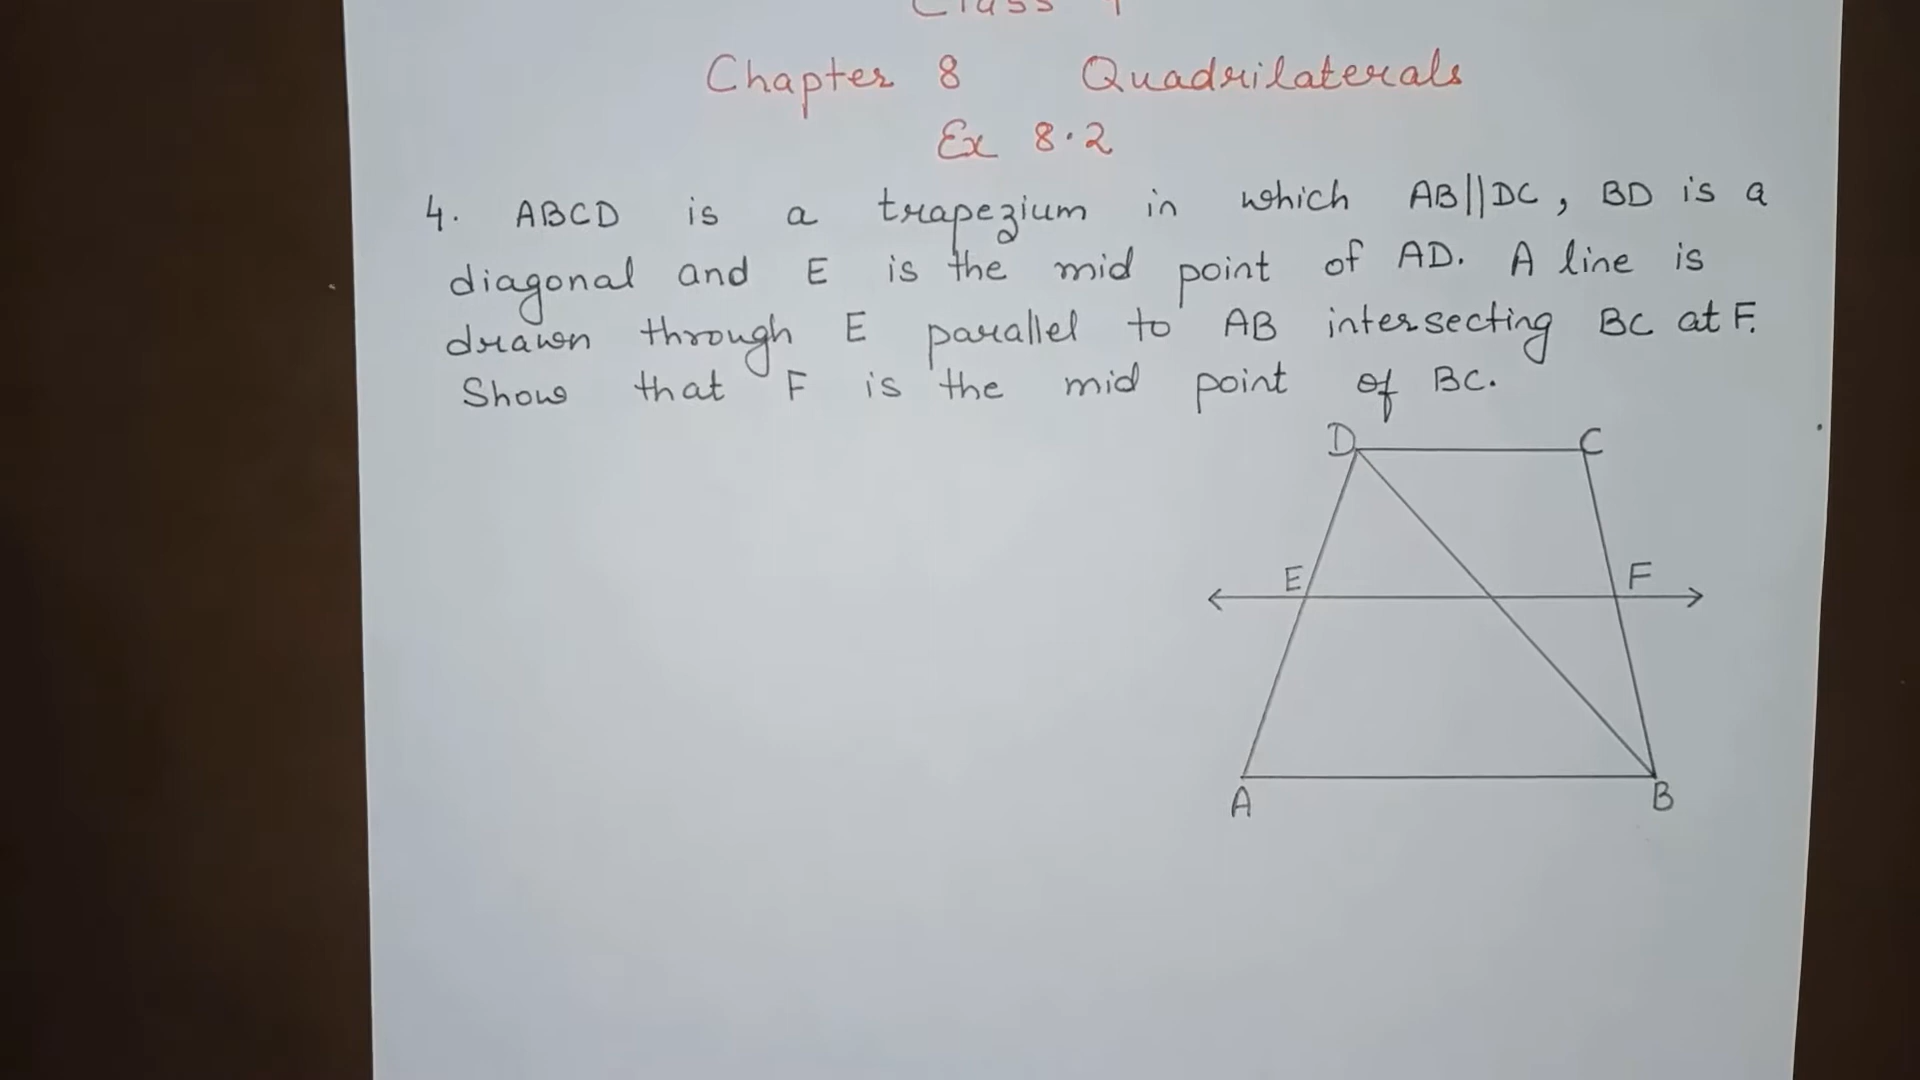 Class
Chapter 8 Quadrilaterals
Ex 8.2
4. ABCD is a trapezium in which AB||DC, BD is a
diagonal and E is the mid point of AD. A line is
drawn through E parallel to AB intersecting BC at F.
Show that F is the mid point of BC.
D C
E F
A B